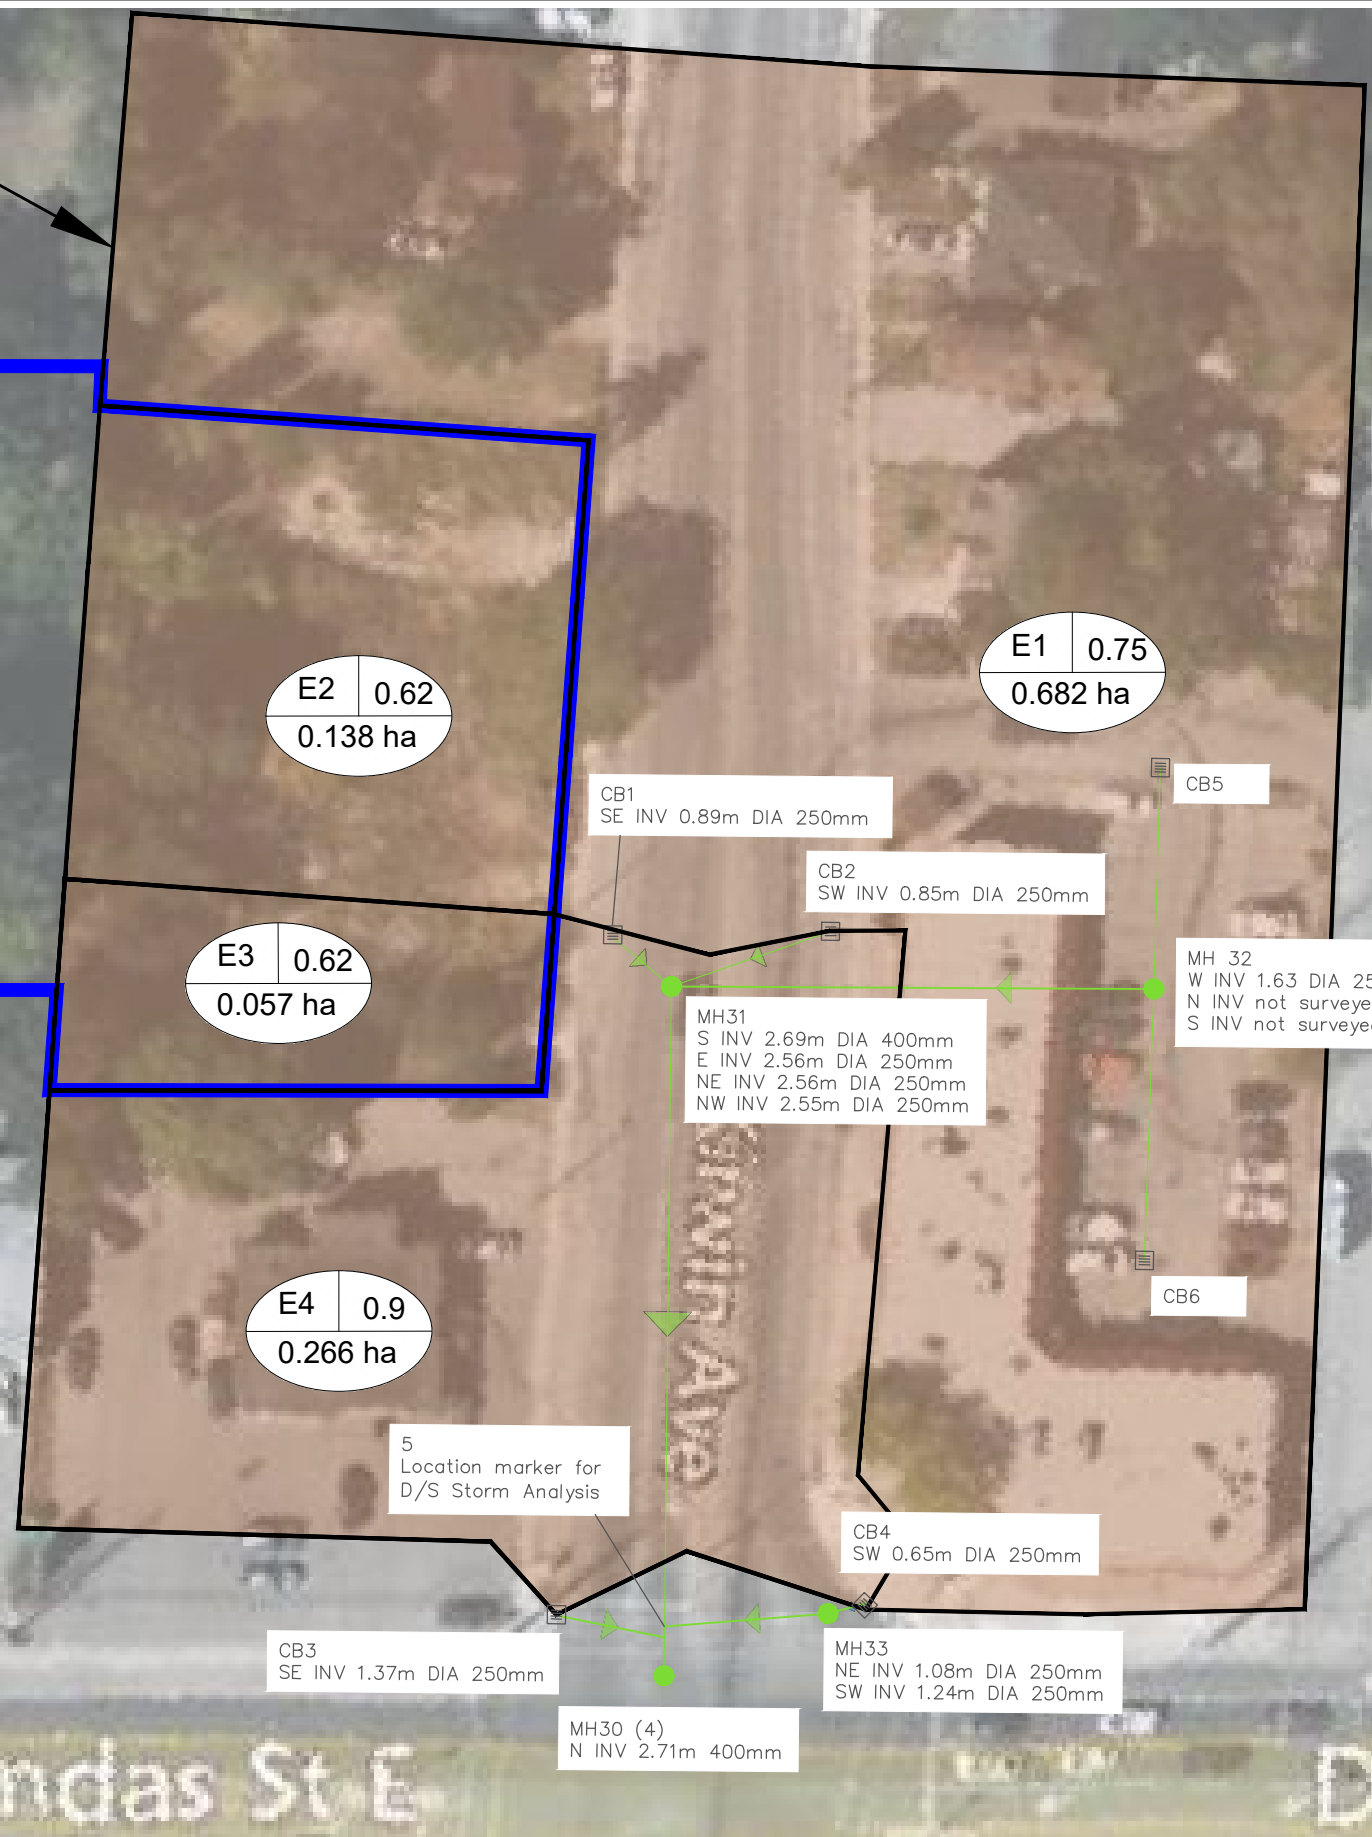 E1 0.75
0.682 ha
E2 0.62
0.138 ha
CB5
CB1
SE INV 0.89m DIA 250mm
CB2
SW INV 0.85m DIA 250mm
E3 0.62
0.057 ha
MH 32
W INV 1.63 DIA 25
N INV not surveye
S INV not surveye
MH31
S INV 2.69m DIA 400mm
E INV 2.56m DIA 250mm
NE INV 2.56m DIA 250mm
NW INV 2.55m DIA 250mm
CB6
E4 0.9
0.266 ha
Ave
5
Location marker for
D/S Storm Analysis
CB4
SW 0.65m DIA 250mm
CB3
SE INV 1.37m DIA 250mm
MH33
NE INV 1.08m DIA 250mm
SW INV 1.24m DIA 250mm
MH30 (4)
N INV 2.71m 400mm
ndas St E
D